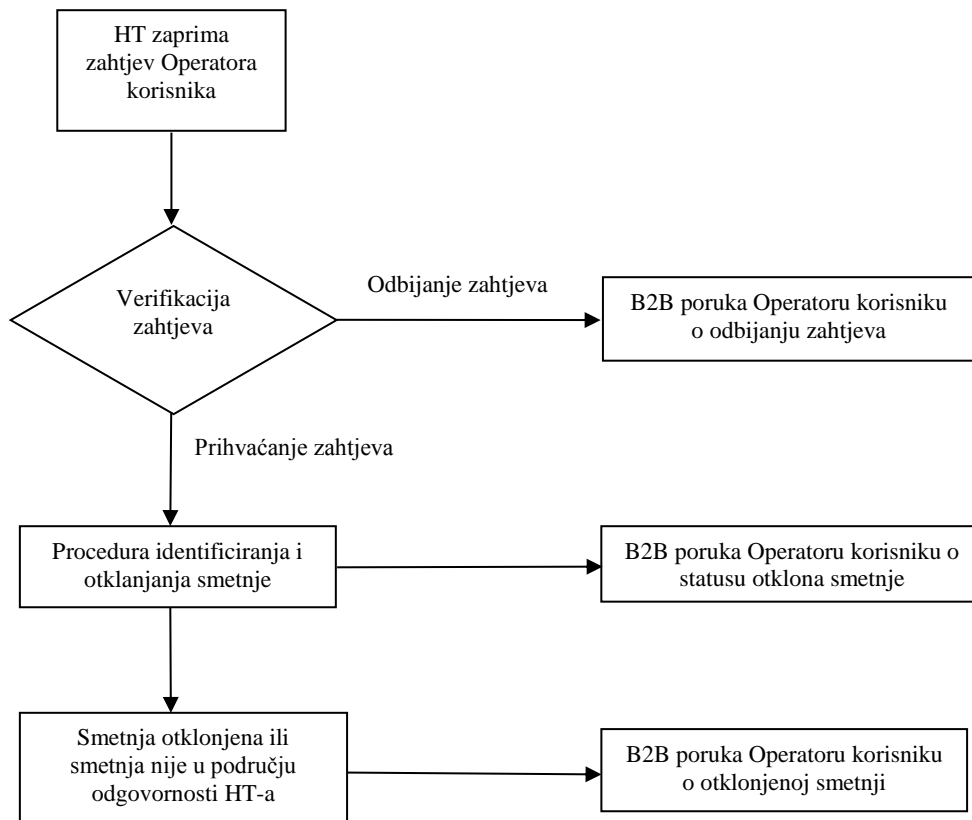 HT zaprima
zahtjev Operatora
korisnika
Verifikacija
zahtjeva
Odbijanje zahtjeva
B2B poruka Operatoru korisniku
o odbijanju zahtjeva
Prihvaćanje zahtjeva
Procedura identificiranja i
otklanjanja smetnje
B2B poruka Operatoru korisniku o
statusu otklona smetnje
Smetnja otklonjena ili
smetnja nije u području
odgovornosti HT-a
B2B poruka Operatoru korisniku
o otklonjenoj smetnji